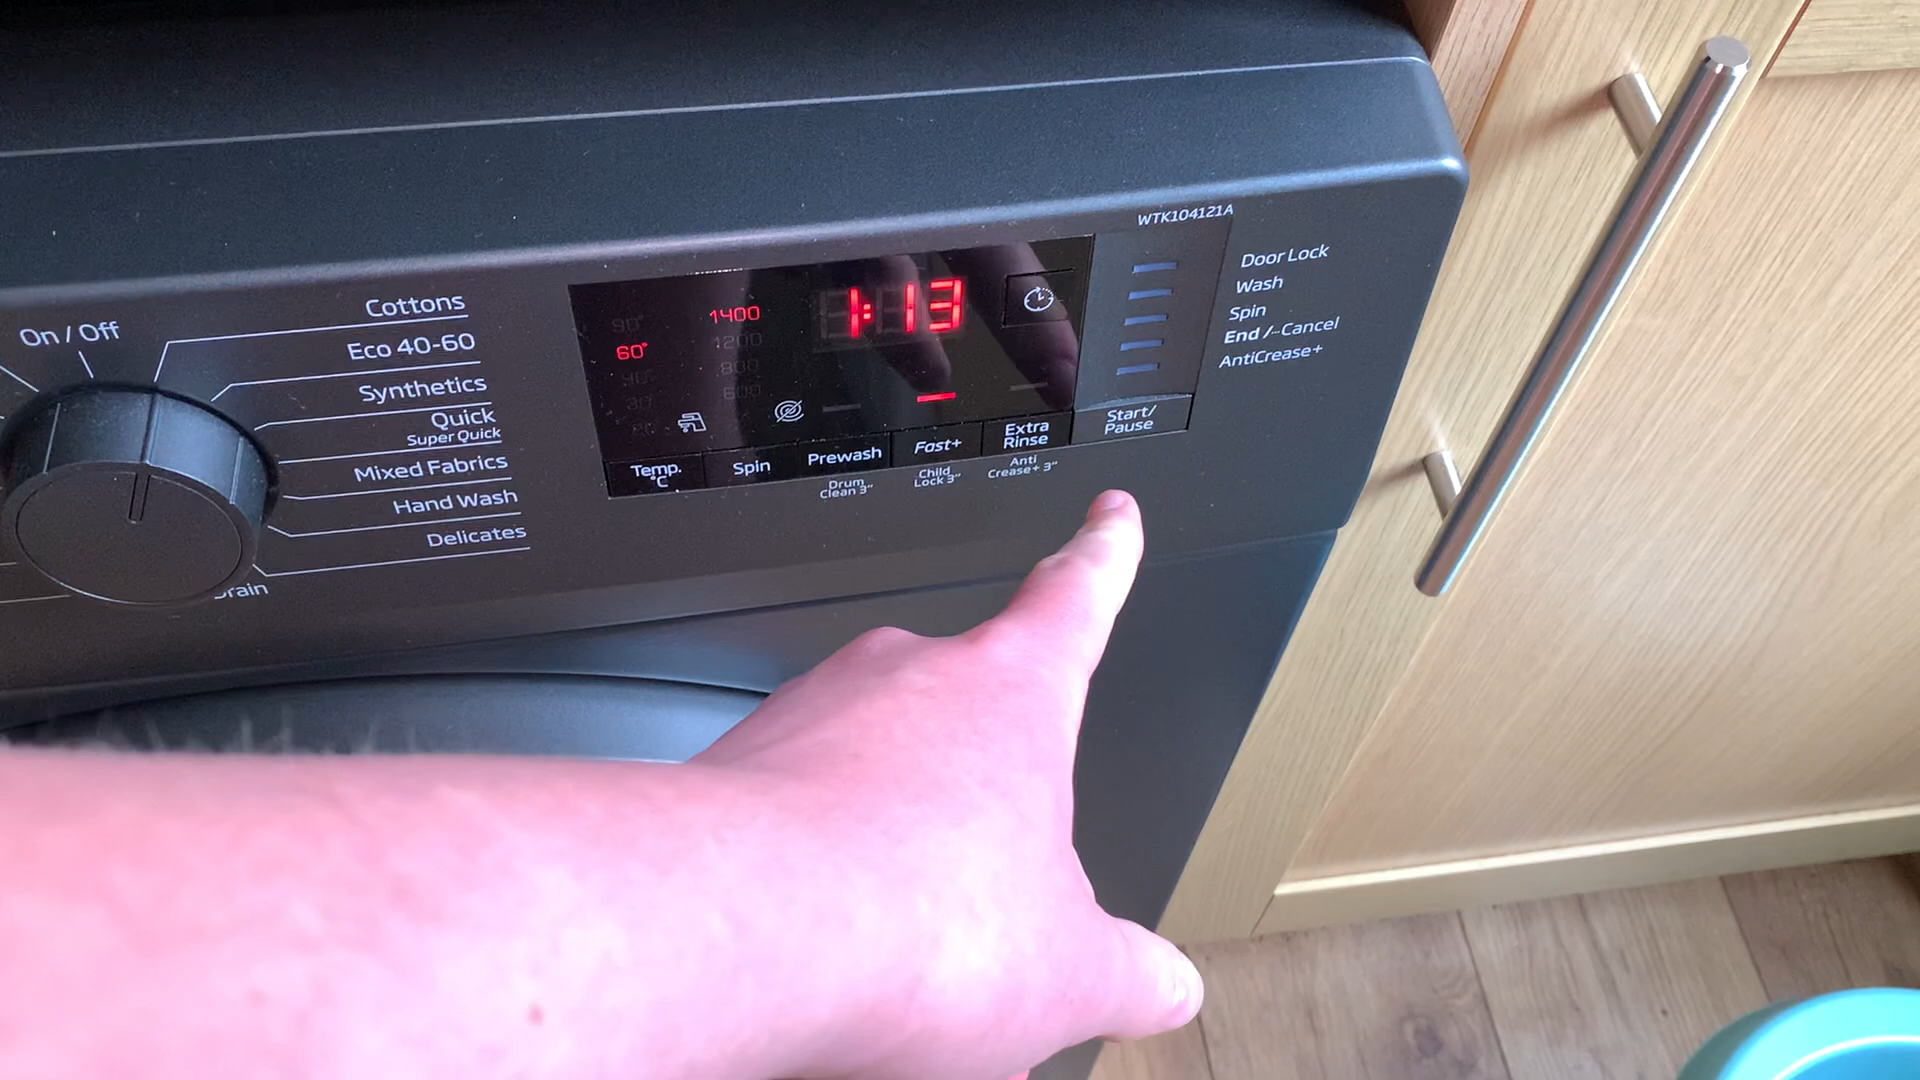 WTK104121A
On / Off
Cottons
Eco 40-60
Synthetics
Quick
Super Quick
Mixed Fabrics
Hand Wash
Delicates
90°
60°
40°
30°
1400
1200
800
600
1:13
Temp.
°C
Spin
Prewash
Drum
Clean 3"
Fast+
Child
Lock 3"
Extra
Rinse
Anti
Crease+ 3"
Start/
Pause
Door Lock
Wash
Spin
End / Cancel
AntiCrease+